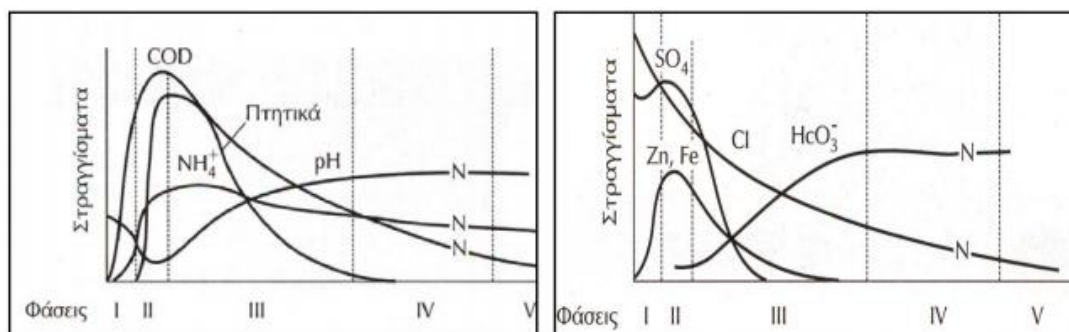 COD
Πτητικά
NH₄⁺
pH
N
N
N
Στραγγίσματα
Φάσεις I II III IV V
SO₄
Cl
HcO₃⁻
Zn, Fe
N
N
Στραγγίσματα
Φάσεις I II III IV V